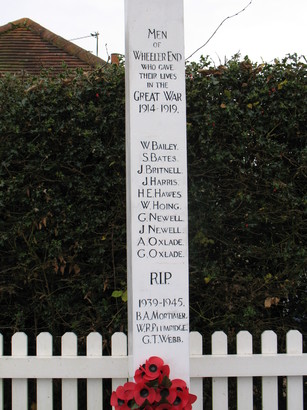 MEN
OF
WHEELER END
WHO GAVE
THEIR LIVES
IN THE
GREAT WAR
1914-1919.
W. BAILEY.
S. BATES.
J. BRITNELL.
J. HARRIS.
H. E. HAWES
W. HOING.
G. NEWELL.
J. NEWELL.
A. OXLADE.
G. OXLADE.
R.I.P.
1939-1945.
B.A. MORTIMER.
W.R.
G.T. WEBB.